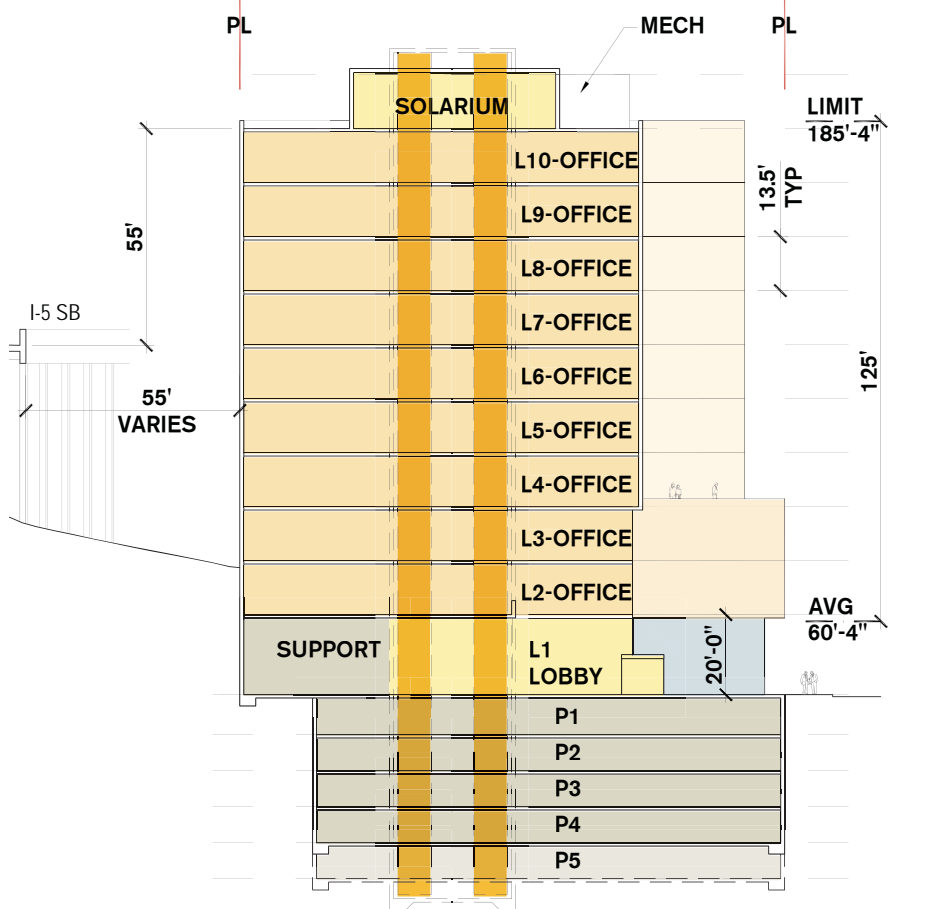 PL
MECH
PL
SOLARIUM
LIMIT
185'-4"
L10-OFFICE
13.5'
TYP
L9-OFFICE
55'
L8-OFFICE
I-5 SB
L7-OFFICE
125'
L6-OFFICE
55'
VARIES
L5-OFFICE
L4-OFFICE
L3-OFFICE
L2-OFFICE
AVG
60'-4"
SUPPORT
L1
LOBBY
20'-0"
P1
P2
P3
P4
P5